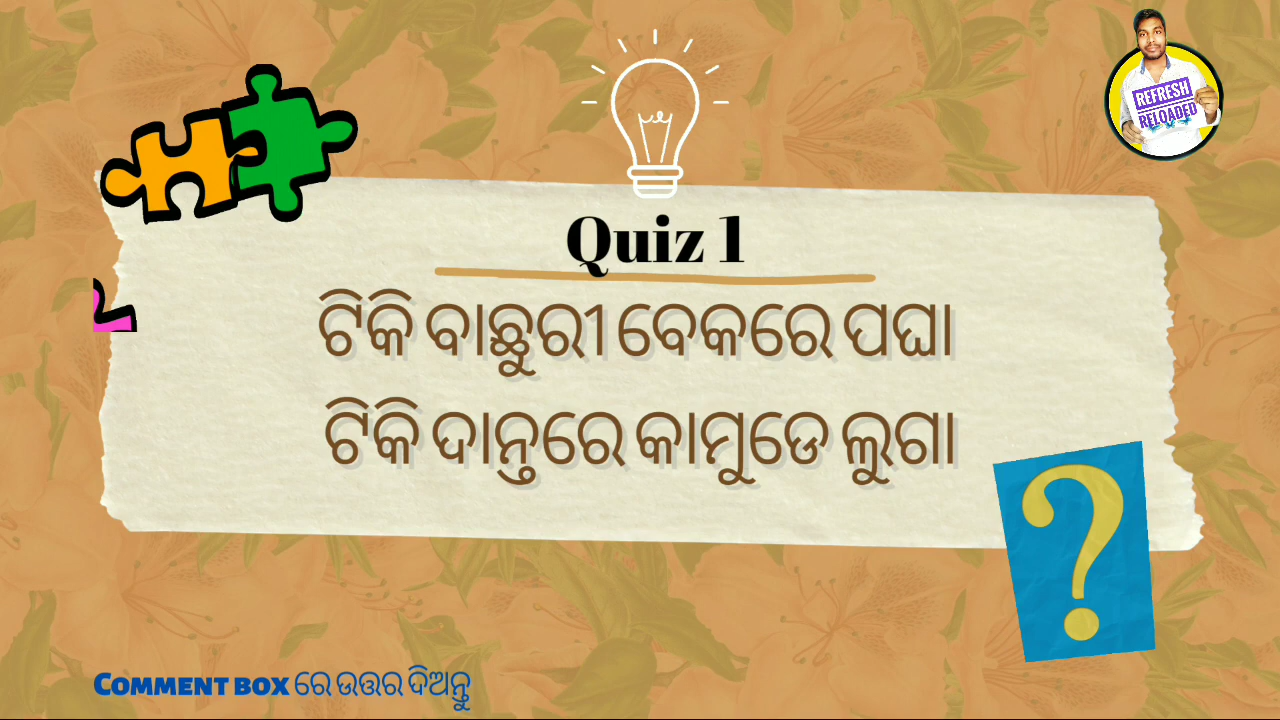 REFRESH
RELOADED
Quiz 1
ଟିକି ବାଛୁରୀ ବେକରେ ପଘା
ଟିକି ଦାନ୍ତରେ କାମୁଡେ ଲୁଗା
?
COMMENT BOX ରେ ଉତ୍ତର ଦିଅନ୍ତୁ